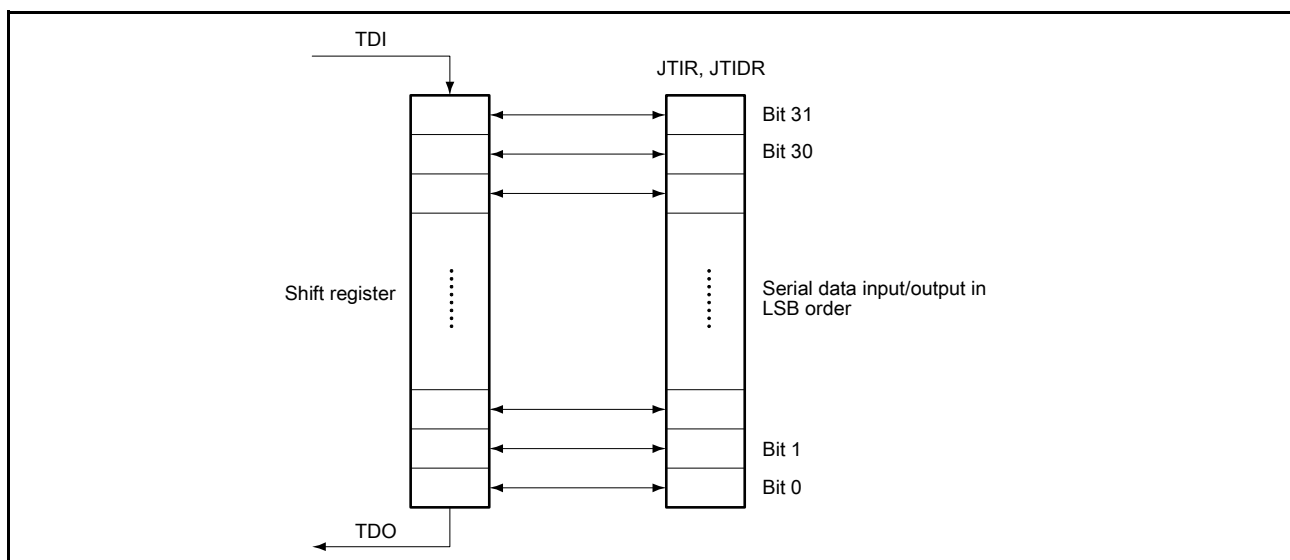 TDI
JTIR, JTIDR
Bit 31
Bit 30
Shift register
Serial data input/output in
LSB order
Bit 1
Bit 0
TDO